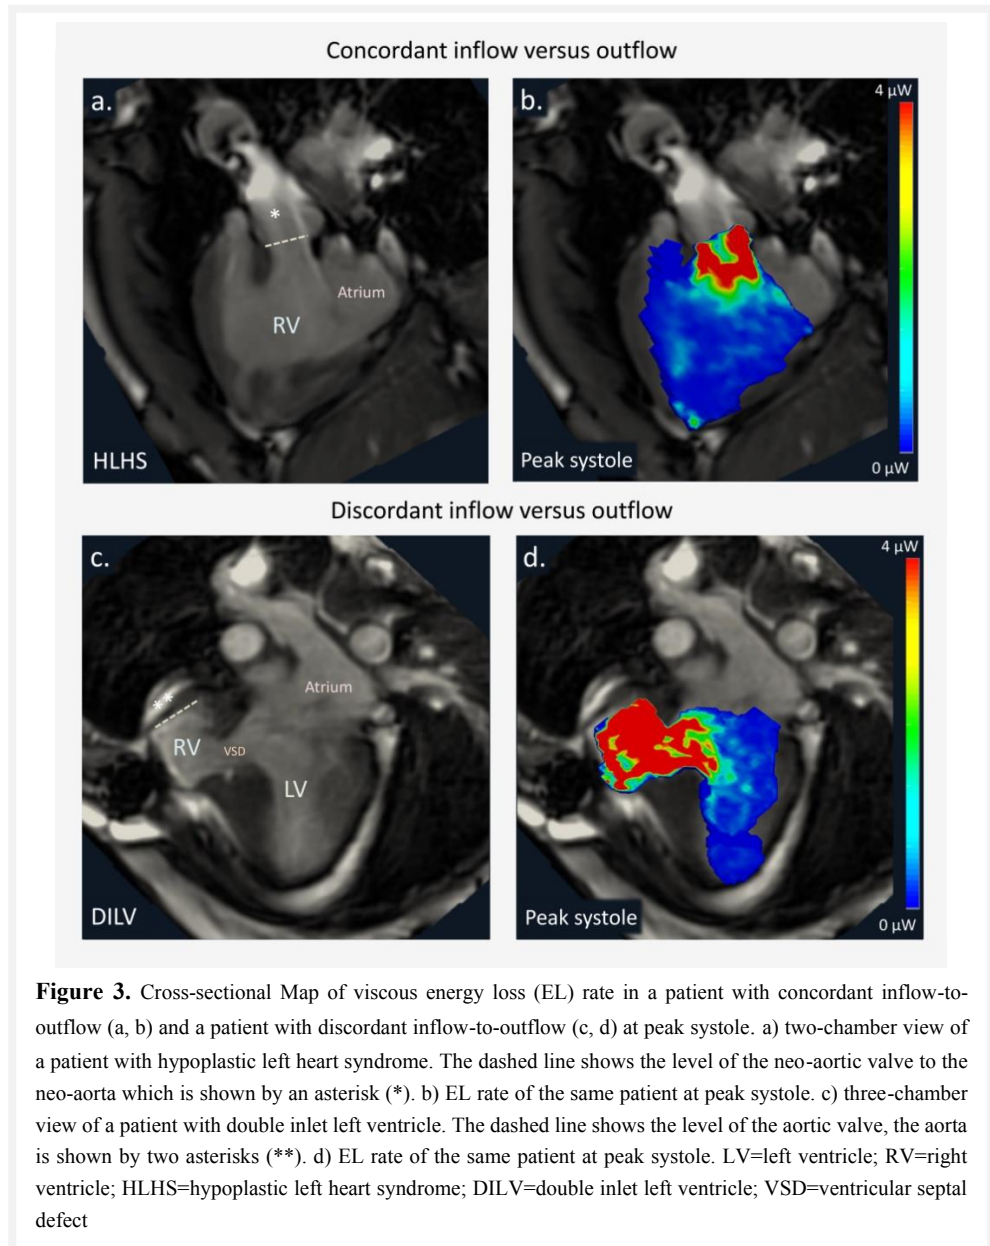 Concordant inflow versus outflow
a.
*
Atrium
RV
HLHS
b.
4 µW
0 µW
Peak systole
Discordant inflow versus outflow
c.
**
Atrium
RV
VSD
LV
DILV
d.
4 µW
0 µW
Peak systole
Figure 3. Cross-sectional Map of viscous energy loss (EL) rate in a patient with concordant inflow-to-
outflow (a, b) and a patient with discordant inflow-to-outflow (c, d) at peak systole. a) two-chamber view of
a patient with hypoplastic left heart syndrome. The dashed line shows the level of the neo-aortic valve to the
neo-aorta which is shown by an asterisk (*). b) EL rate of the same patient at peak systole. c) three-chamber
view of a patient with double inlet left ventricle. The dashed line shows the level of the aortic valve, the aorta
is shown by two asterisks (**). d) EL rate of the same patient at peak systole. LV=left ventricle; RV=right
ventricle; HLHS=hypoplastic left heart syndrome; DILV=double inlet left ventricle; VSD=ventricular septal
defect